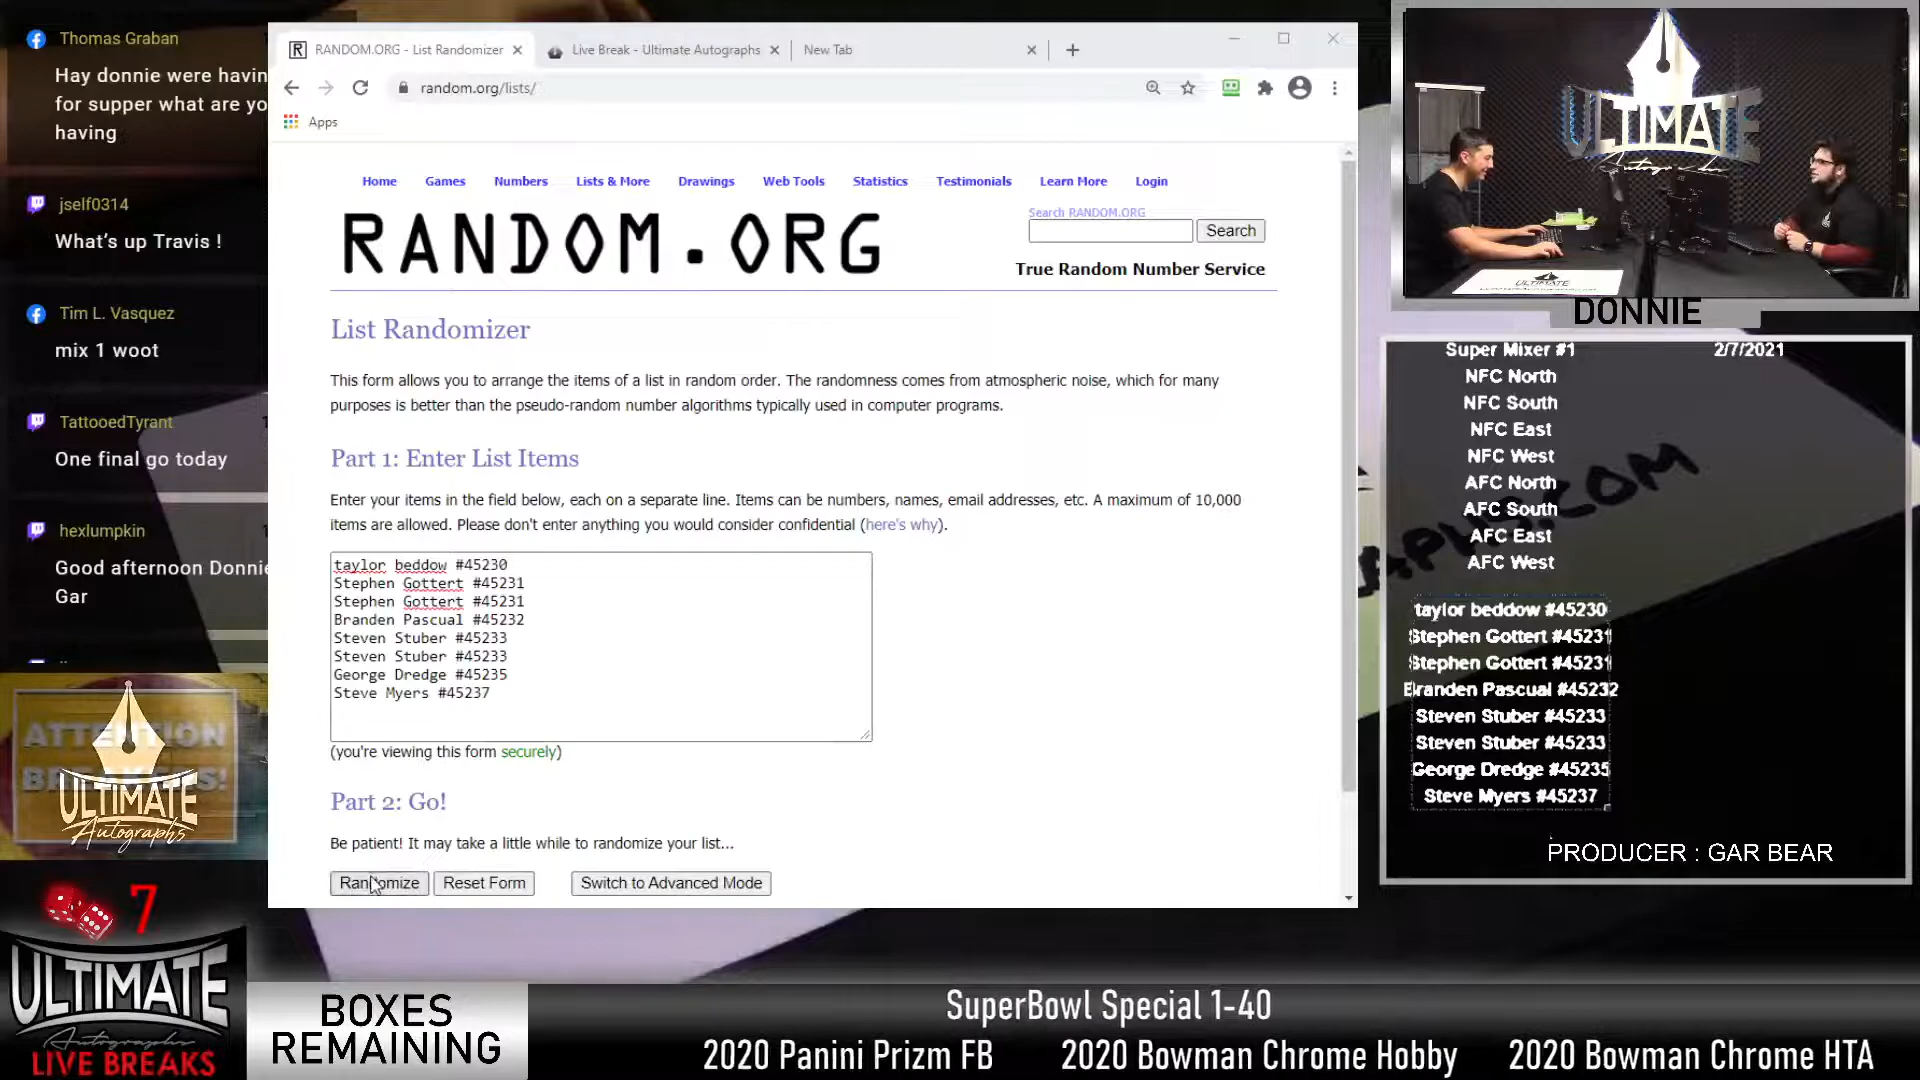 Thomas Graban
Hay donnie were havin
for supper what are yo
having
jself0314
What's up Travis !
Tim L. Vasquez
mix 1 woot
TattooedTyrant
One final go today
hexlumpkin
Good afternoon Donnie
Gar
ATTENTION
ULTIMATE
Autographs
7
ULTIMATE
Autographs
LIVE BREAKS
RANDOM.ORG - List Randomizer
Live Break - Ultimate Autographs
New Tab
random.org/lists/
Apps
Home Games Numbers Lists & More Drawings Web Tools Statistics Testimonials Learn More Login
RANDOM.ORG
Search RANDOM.ORG
Search
True Random Number Service
List Randomizer
This form allows you to arrange the items of a list in random order. The randomness comes from atmospheric noise, which for many
purposes is better than the pseudo-random number algorithms typically used in computer programs.
Part 1: Enter List Items
Enter your items in the field below, each on a separate line. Items can be numbers, names, email addresses, etc. A maximum of 10,000
items are allowed. Please don't enter anything you would consider confidential (here's why).
taylor beddow #45230
Stephen Gottert #45231
Stephen Gottert #45231
Branden Pascual #45232
Steven Stuber #45233
Steven Stuber #45233
George Dredge #45235
Steve Myers #45237
(you're viewing this form securely)
Part 2: Go!
Be patient! It may take a little while to randomize your list...
Randomize Reset Form Switch to Advanced Mode
ULTIMATE
Autographs
ULTIMATE
DONNIE
Super Mixer #1 2/7/2021
NFC North
NFC South
NFC East
NFC West
AFC North
AFC South
AFC East
AFC West
taylor beddow #45230
Stephen Gottert #45231
Stephen Gottert #45231
Branden Pascual #45232
Steven Stuber #45233
Steven Stuber #45233
George Dredge #45235
Steve Myers #45237
PRODUCER : GAR BEAR
BOXES
REMAINING
SuperBowl Special 1-40
2020 Panini Prizm FB 2020 Bowman Chrome Hobby 2020 Bowman Chrome HTA